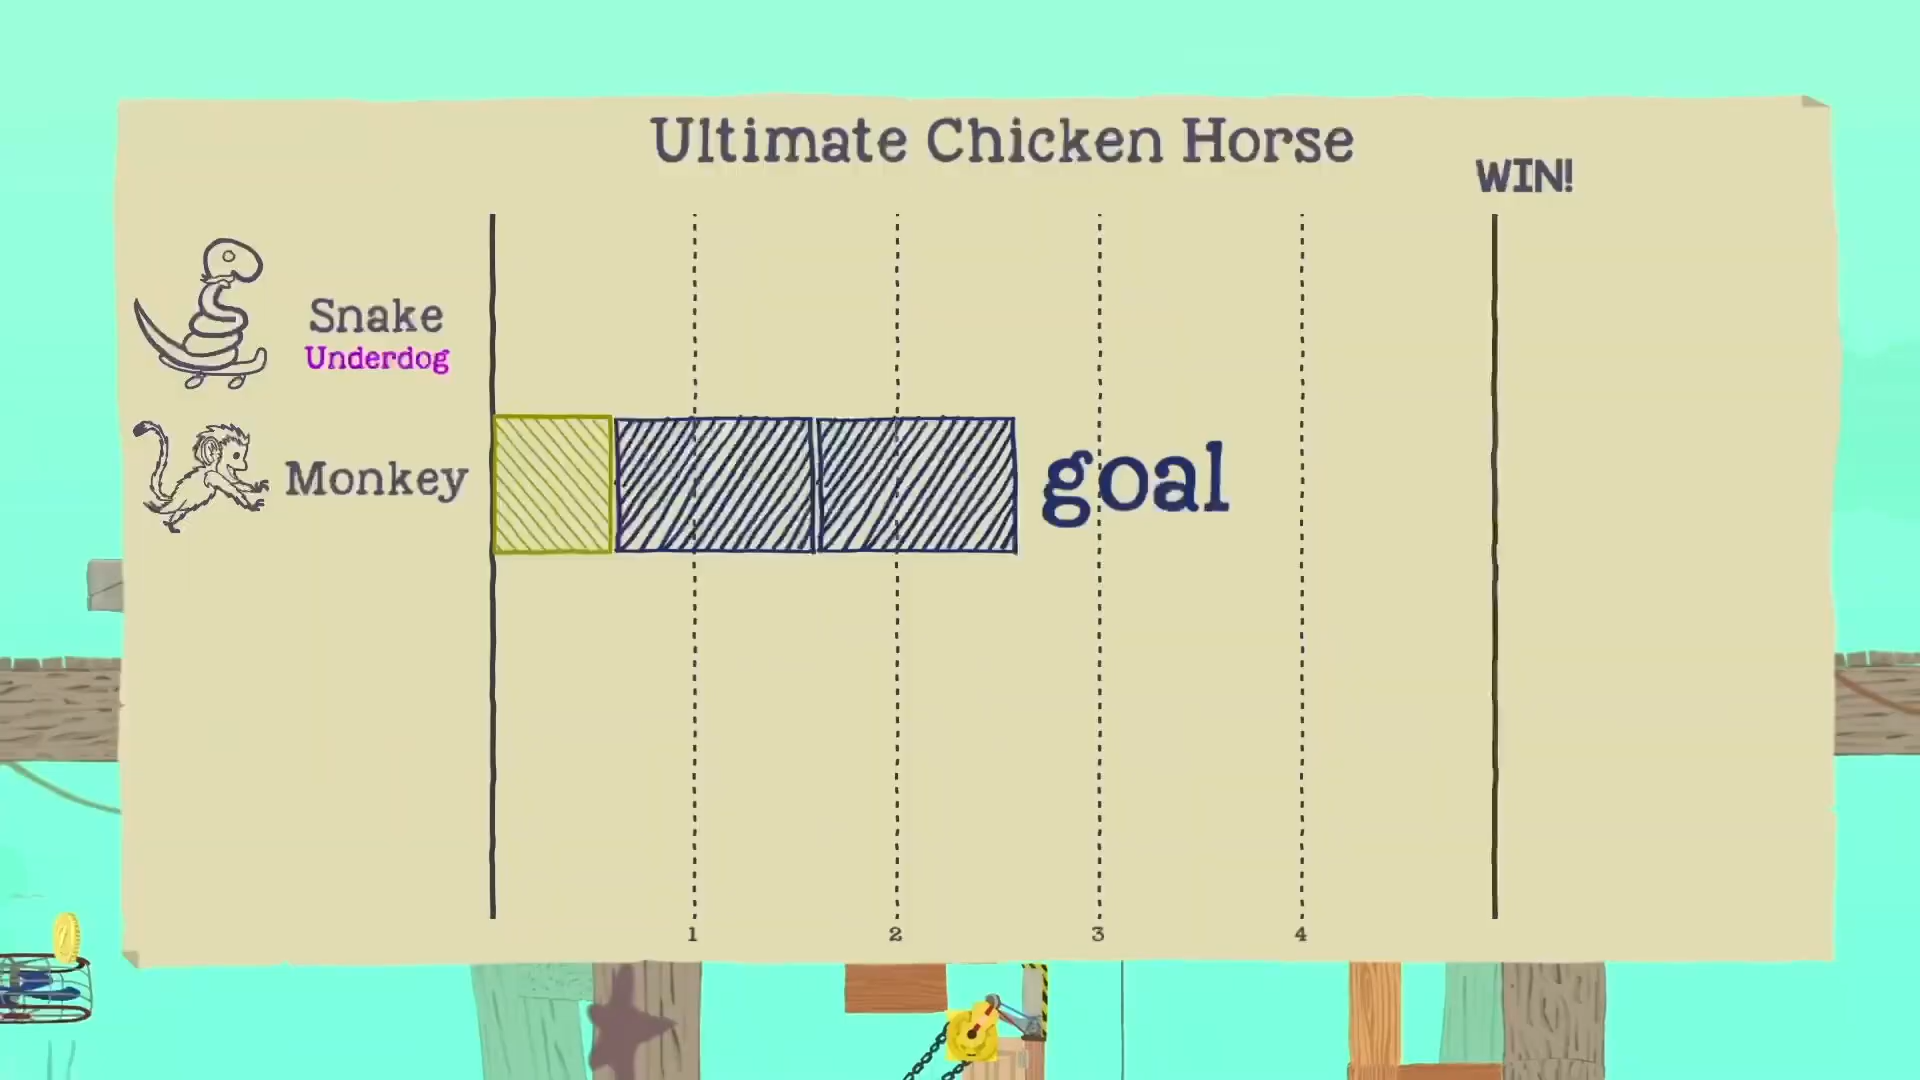 Ultimate Chicken Horse
WIN!
Snake
Underdog
Monkey
goal
1 2 3 4